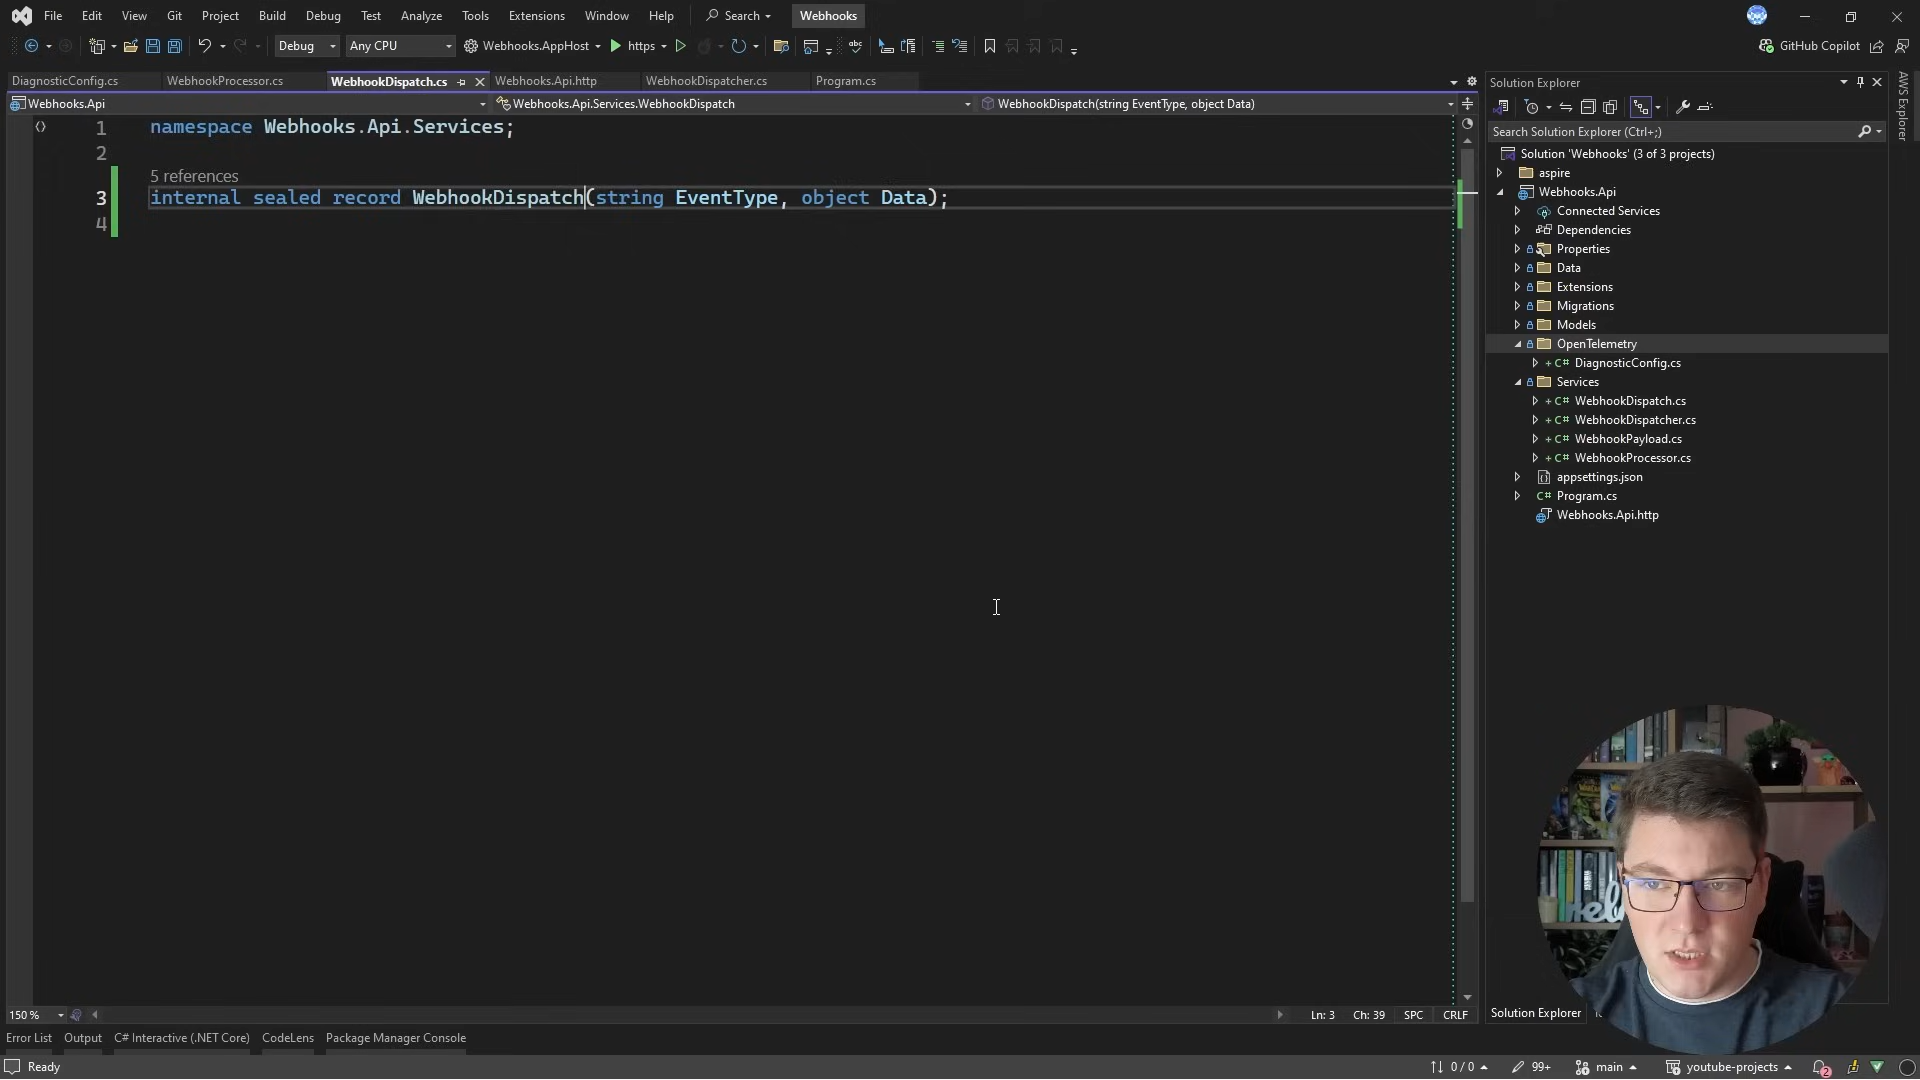 File Edit View Git Project Build Debug Test Analyze Tools Extensions Window Help Search Webhooks
Debug Any CPU Webhooks.AppHost https GitHub Copilot
DiagnosticConfig.cs WebhookProcessor.cs WebhookDispatch.cs Webhooks.Api.http WebhookDispatcher.cs Program.cs
Webhooks.Api Webhooks.Api.Services.WebhookDispatch WebhookDispatch(string EventType, object Data)
1 namespace Webhooks.Api.Services;
2
5 references
3 internal sealed record WebhookDispatch(string EventType, object Data);
4
150 % Ln: 3 Ch: 39 SPC CRLF
Solution Explorer
Search Solution Explorer (Ctrl+;)
Solution 'Webhooks' (3 of 3 projects)
aspire
Webhooks.Api
Connected Services
Dependencies
Properties
Data
Extensions
Migrations
Models
OpenTelemetry
+ C# DiagnosticConfig.cs
Services
+ C# WebhookDispatch.cs
+ C# WebhookDispatcher.cs
+ C# WebhookPayload.cs
+ C# WebhookProcessor.cs
appsettings.json
C# Program.cs
Webhooks.Api.http
Solution Explorer
AWS Explorer
Error List Output C# Interactive (.NET Core) CodeLens Package Manager Console
Ready 0 / 0 99+ main youtube-projects 2